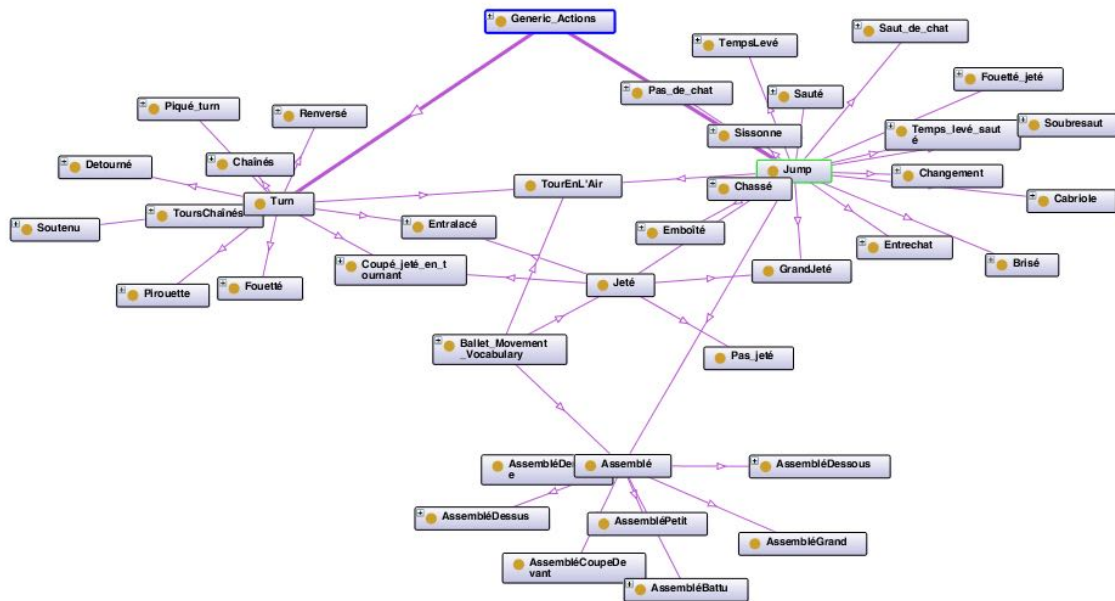 Generic_Actions
Saut_de_chat
TempsLevé
Fouetté_jeté
Pas_de_chat
Sauté
Piqué_turn
Renversé
Sissonne
Temps_levé_saut
é
Soubresaut
Detourné
Chaînés
Jump
Changement
TourEnL'Air
Chassé
Cabriole
Turn
ToursChaînés
Soutenu
Entralacé
Emboîté
Entrechat
Coupé_jeté_en_t
ournant
GrandJeté
Brisé
Pirouette
Fouetté
Jeté
Ballet_Movement
_Vocabulary
Pas_jeté
AssembléDe
e
Assemblé
AssembléDessous
AssembléDessus
AssembléPetit
AssembléGrand
AssembléCoupeDe
vant
AssembléBattu